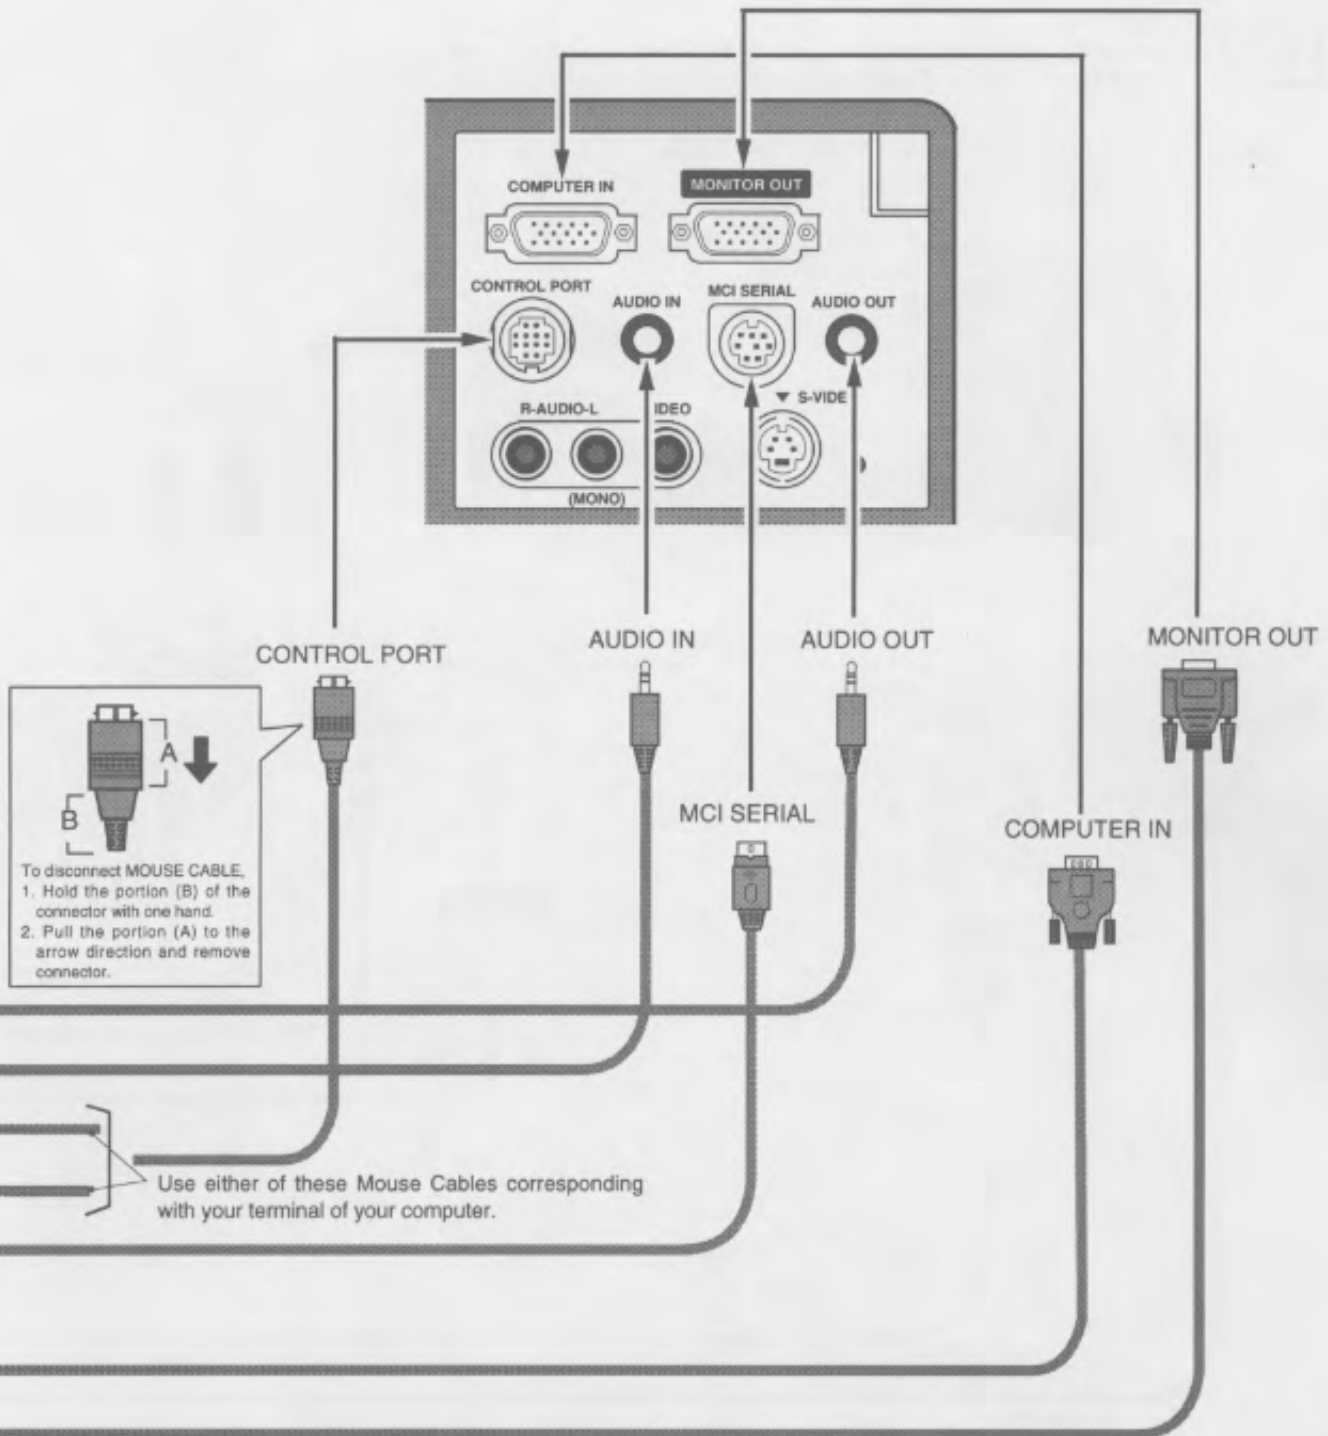 COMPUTER IN
MONITOR OUT
CONTROL PORT
AUDIO IN
MCI SERIAL
AUDIO OUT
R-AUDIO-L
IDEO
▼ S-VIDE
(MONO)
CONTROL PORT
AUDIO IN
AUDIO OUT
MONITOR OUT
A
B
MCI SERIAL
COMPUTER IN
To disconnect MOUSE CABLE,
1. Hold the portion (B) of the
connector with one hand.
2. Pull the portion (A) to the
arrow direction and remove
connector.
Use either of these Mouse Cables corresponding
with your terminal of your computer.